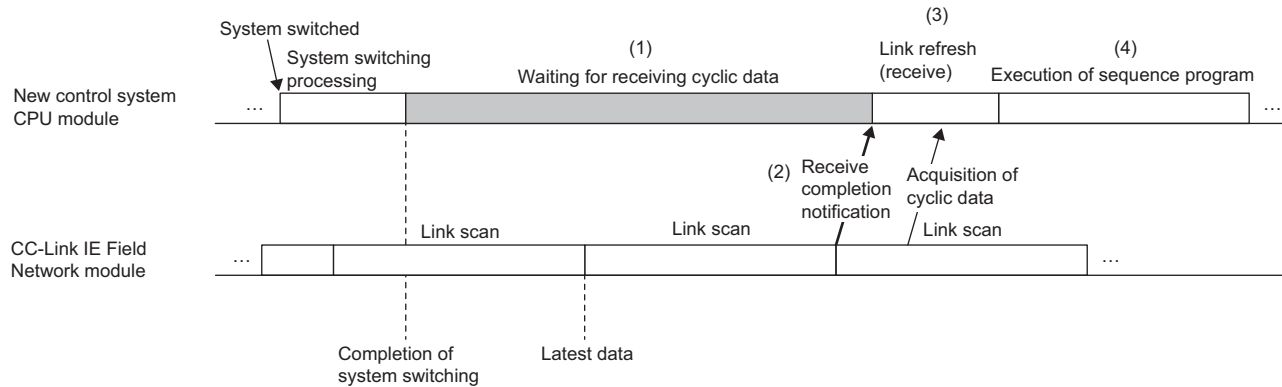 System switched
System switching
processing
(1)
Waiting for receiving cyclic data
(3)
Link refresh
(receive)
(4)
Execution of sequence program
New control system
CPU module
…
…
(2)
Receive
completion
notification
Acquisition of
cyclic data
CC-Link IE Field
Network module
…
Link scan
Link scan
Link scan
…
Completion of
system switching
Latest data